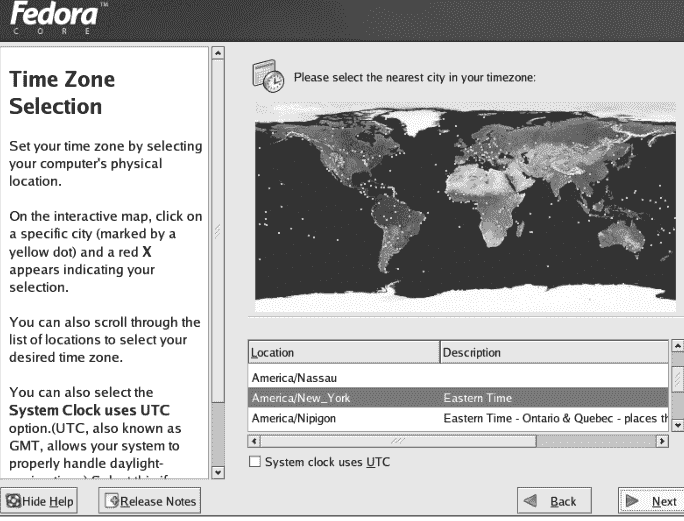 Fedora™
CORE
Time Zone
Selection
Set your time zone by selecting
your computer's physical
location.
On the interactive map, click on
a specific city (marked by a
yellow dot) and a red X
appears indicating your
selection.
You can also scroll through the
list of locations to select your
desired time zone.
You can also select the
System Clock uses UTC
option.(UTC, also known as
GMT, allows your system to
properly handle daylight-
Please select the nearest city in your timezone:
Location Description
America/Nassau
America/New_York Eastern Time
America/Nipigon Eastern Time - Ontario & Quebec - places th
System clock uses UTC
Hide Help Release Notes Back Next